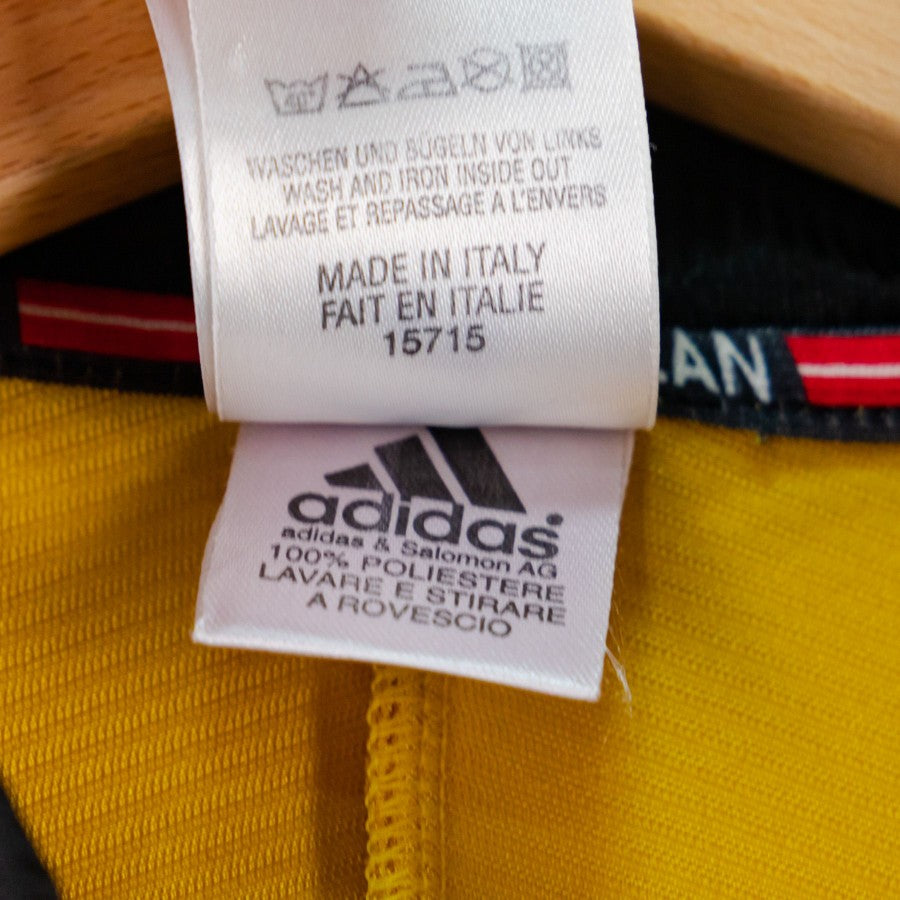 WASCHEN UND BÜGELN VON LINKS
WASH AND IRON INSIDE OUT
LAVAGE ET REPASSAGE A L'ENVERS
MADE IN ITALY
FAIT EN ITALIE
15715
LAN
adidas
adidas & Salomon AG
100% POLIESTERE
LAVARE E STIRARE
A ROVESCIO